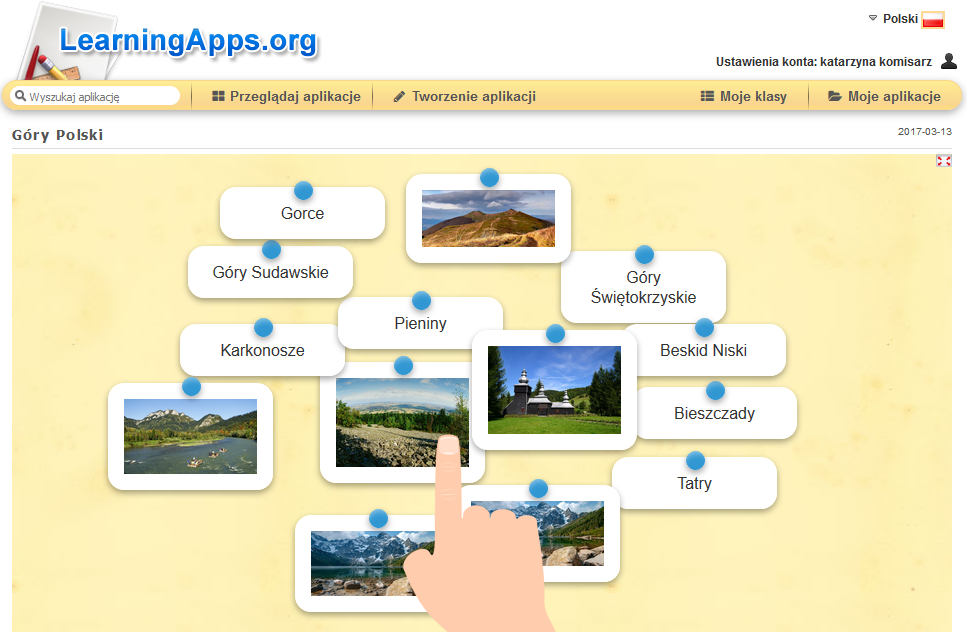 LearningApps.org
Polski
Ustawienia konta: katarzyna komisarz
Wyszukaj aplikację
Przeglądaj aplikacje
Tworzenie aplikacji
Moje klasy
Moje aplikacje
Góry Polski
2017-03-13
Gorce
Góry Sudawskie
Góry
Świętokrzyskie
Pieniny
Karkonosze
Beskid Niski
Bieszczady
Tatry